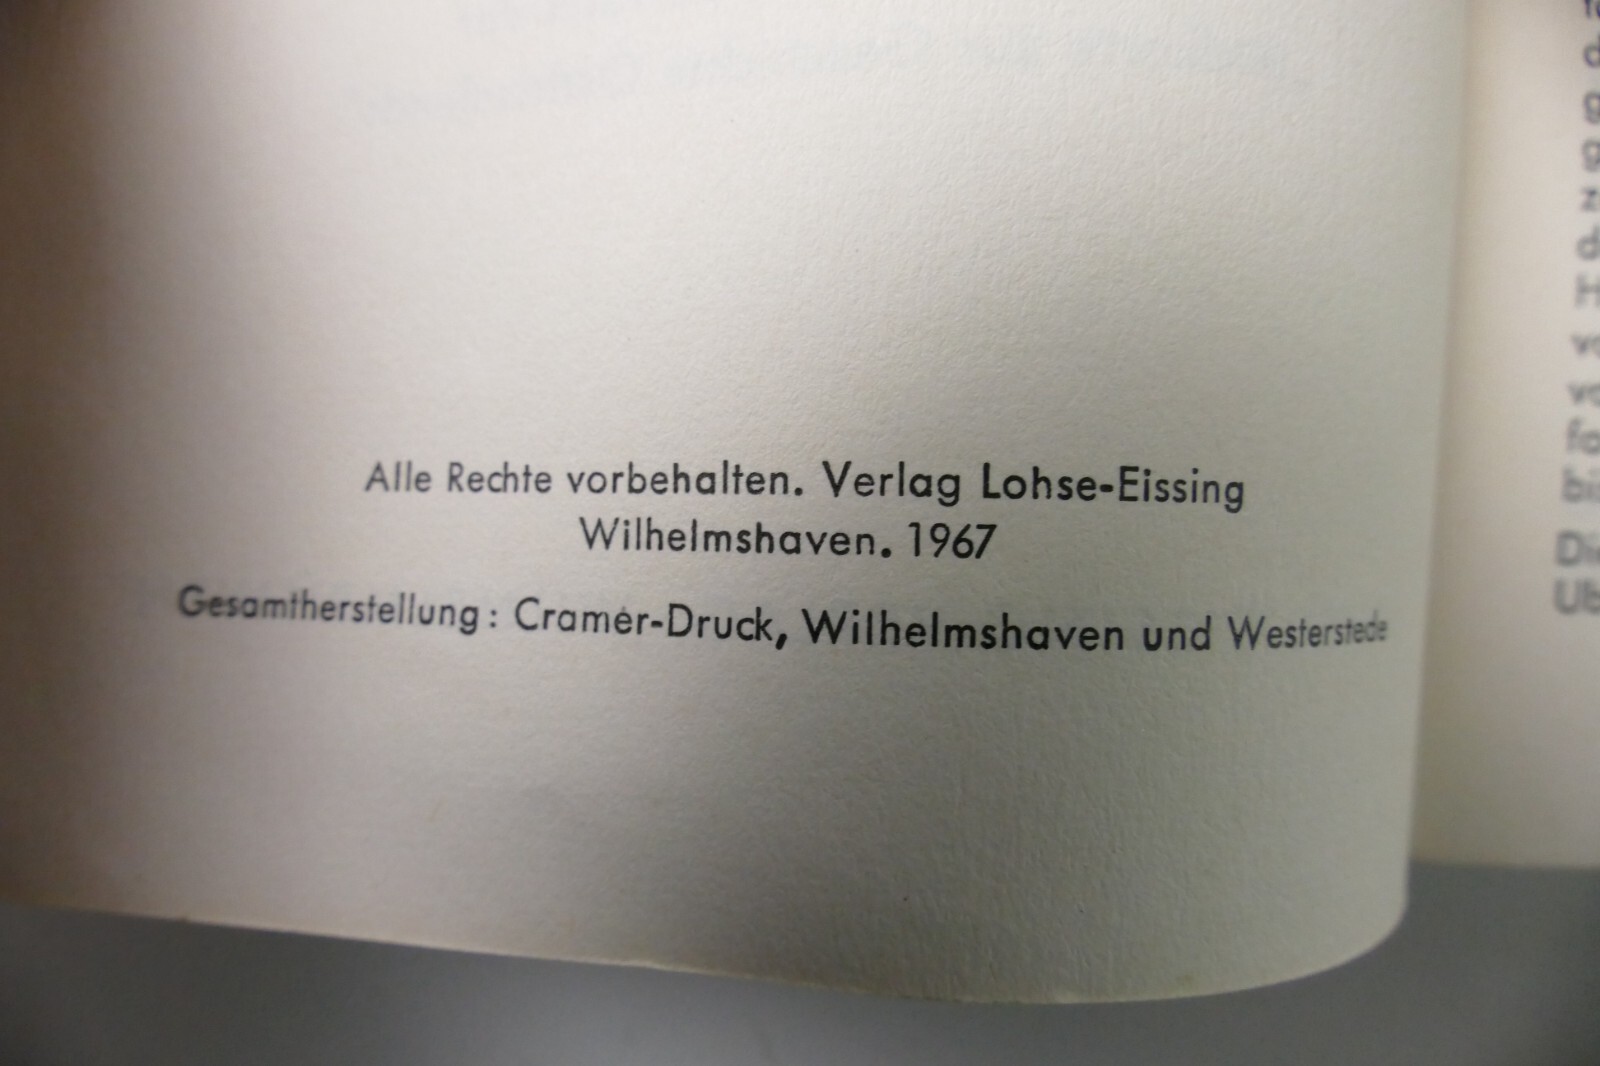 Alle Rechte vorbehalten. Verlag Lohse-Eissing
Wilhelmshaven. 1967
Gesamtherstellung: Cramer-Druck, Wilhelmshaven und Westerstede